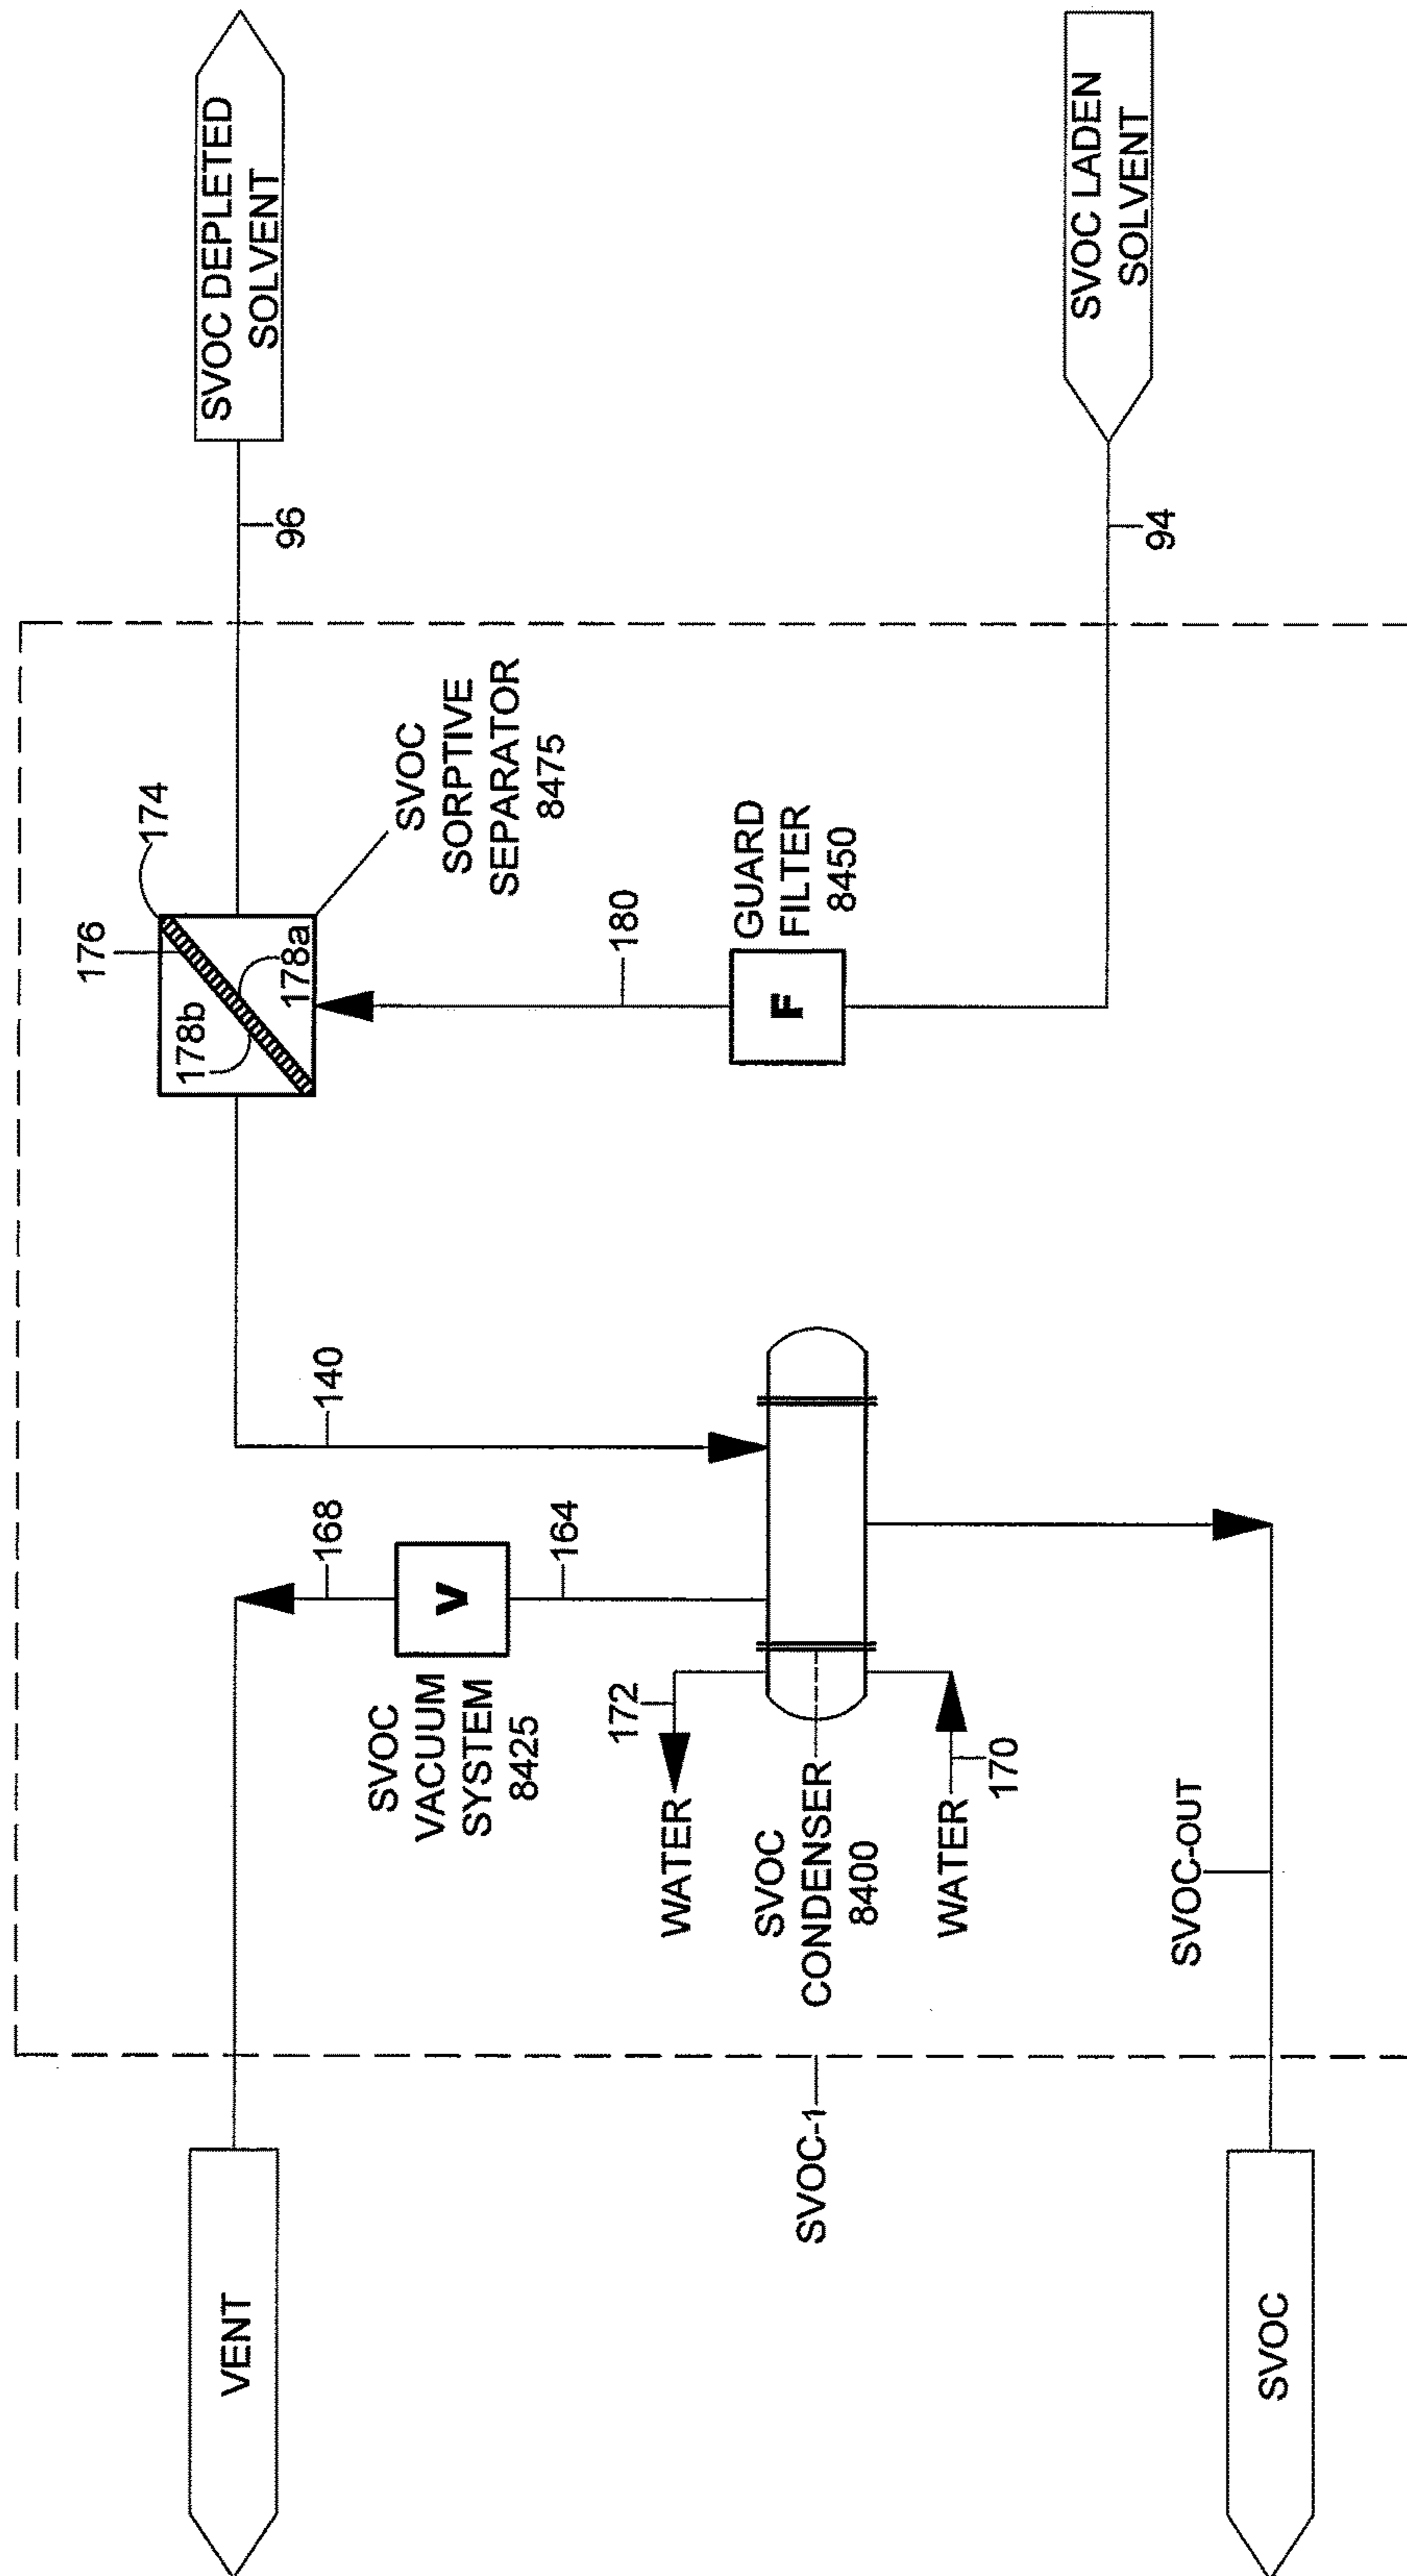 VENT
176
174
178b
178a
SVOC DEPLETED
SOLVENT
96
168
140
SVOC
VACUUM
SYSTEM
8425
SVOC
SORPTIVE
SEPARATOR
8475
164
172
180
WATER
V
GUARD
FILTER
8450
F
SVOC
CONDENSER
8400
SVOC-1
WATER
170
SVOC LADEN
SOLVENT
94
SVOC-OUT
SVOC